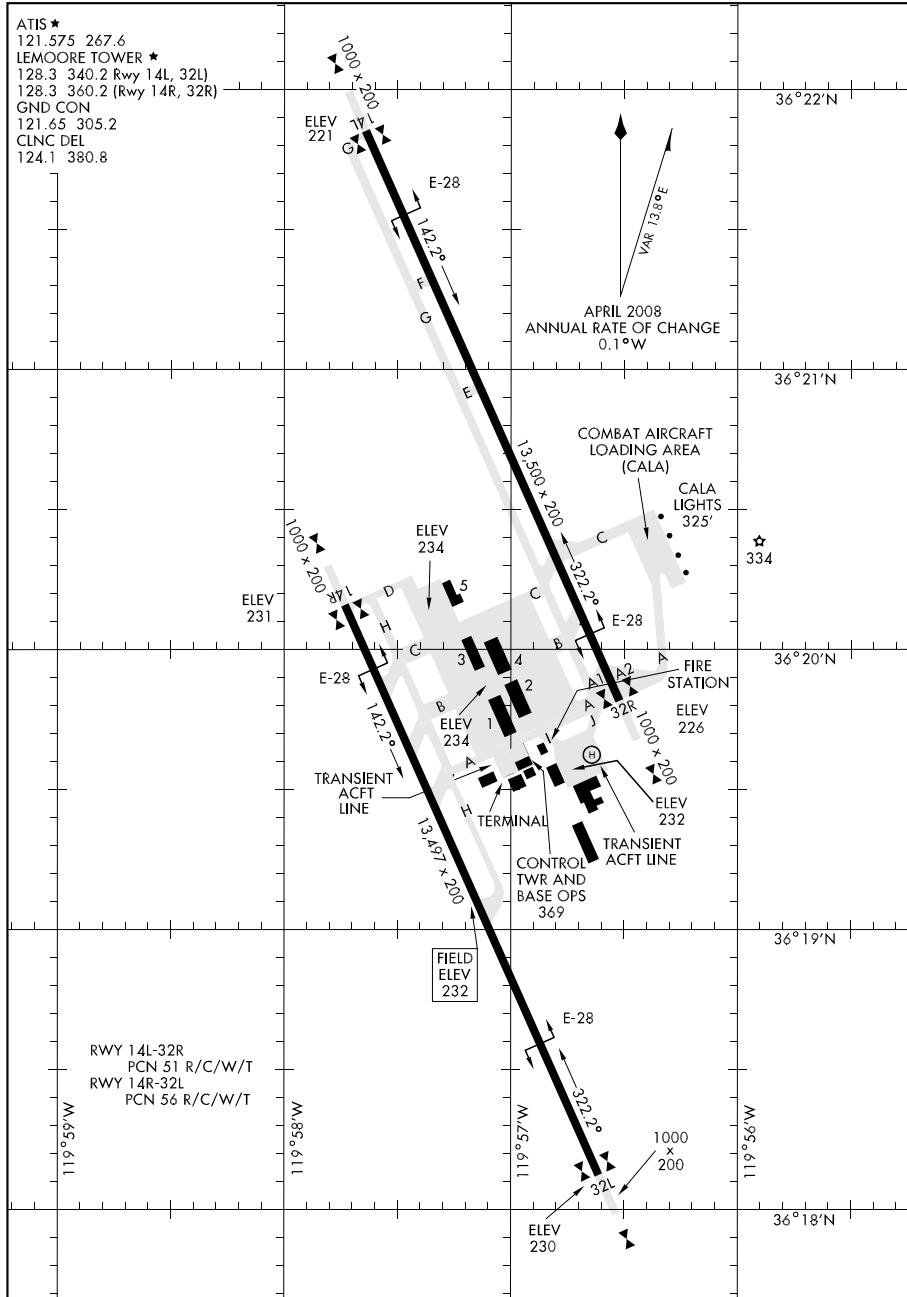 ATIS ★
121.575 267.6
LEMOORE TOWER ★
128.3 340.2 Rwy 14L, 32L)
128.3 360.2 (Rwy 14R, 32R)
GND CON
121.65 305.2
CLNC DEL
124.1 380.8
1000 x 200
36°22'N
ELEV
221
14L
G
E-28
142.2°
VAR 13.8°E
F
G
APRIL 2008
ANNUAL RATE OF CHANGE
0.1°W
36°21'N
E
13,500 x 200
COMBAT AIRCRAFT
LOADING AREA
(CALA)
CALA
LIGHTS
325'
334
1000 x 200
ELEV
234
C
322.2°
ELEV
231
14R
D
5
C
H
E-28
C
3
4
B
E-28
36°20'N
A
FIRE
STATION
A1
A2
142.2°
B
2
1
ELEV
234
A
J
32R
ELEV
226
1000 x 200
I
H
A
TRANSIENT
ACFT
LINE
H
TERMINAL
ELEV
232
TRANSIENT
ACFT LINE
CONTROL
TWR AND
BASE OPS
369
13,497 x 200
36°19'N
FIELD
ELEV
232
E-28
RWY 14L-32R
PCN 51 R/C/W/T
RWY 14R-32L
PCN 56 R/C/W/T
322.2°
119°59'W
119°58'W
119°57'W
119°56'W
1000
x
200
32L
36°18'N
ELEV
230